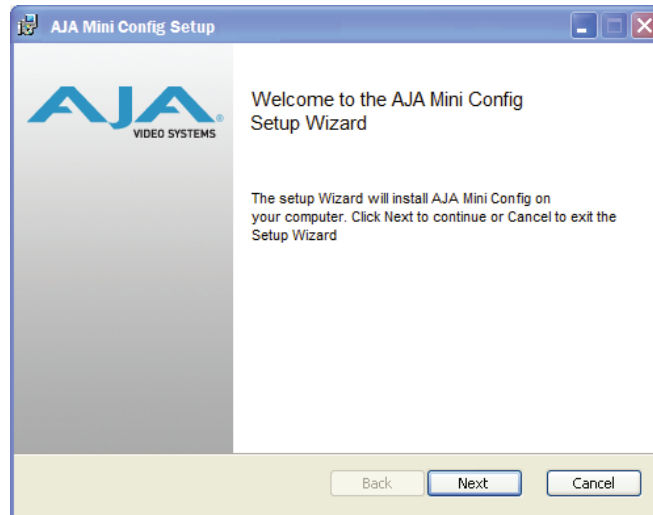 AJA Mini Config Setup
AJA®
VIDEO SYSTEMS
Welcome to the AJA Mini Config
Setup Wizard
The setup Wizard will install AJA Mini Config on
your computer. Click Next to continue or Cancel to exit the
Setup Wizard
Back
Next
Cancel